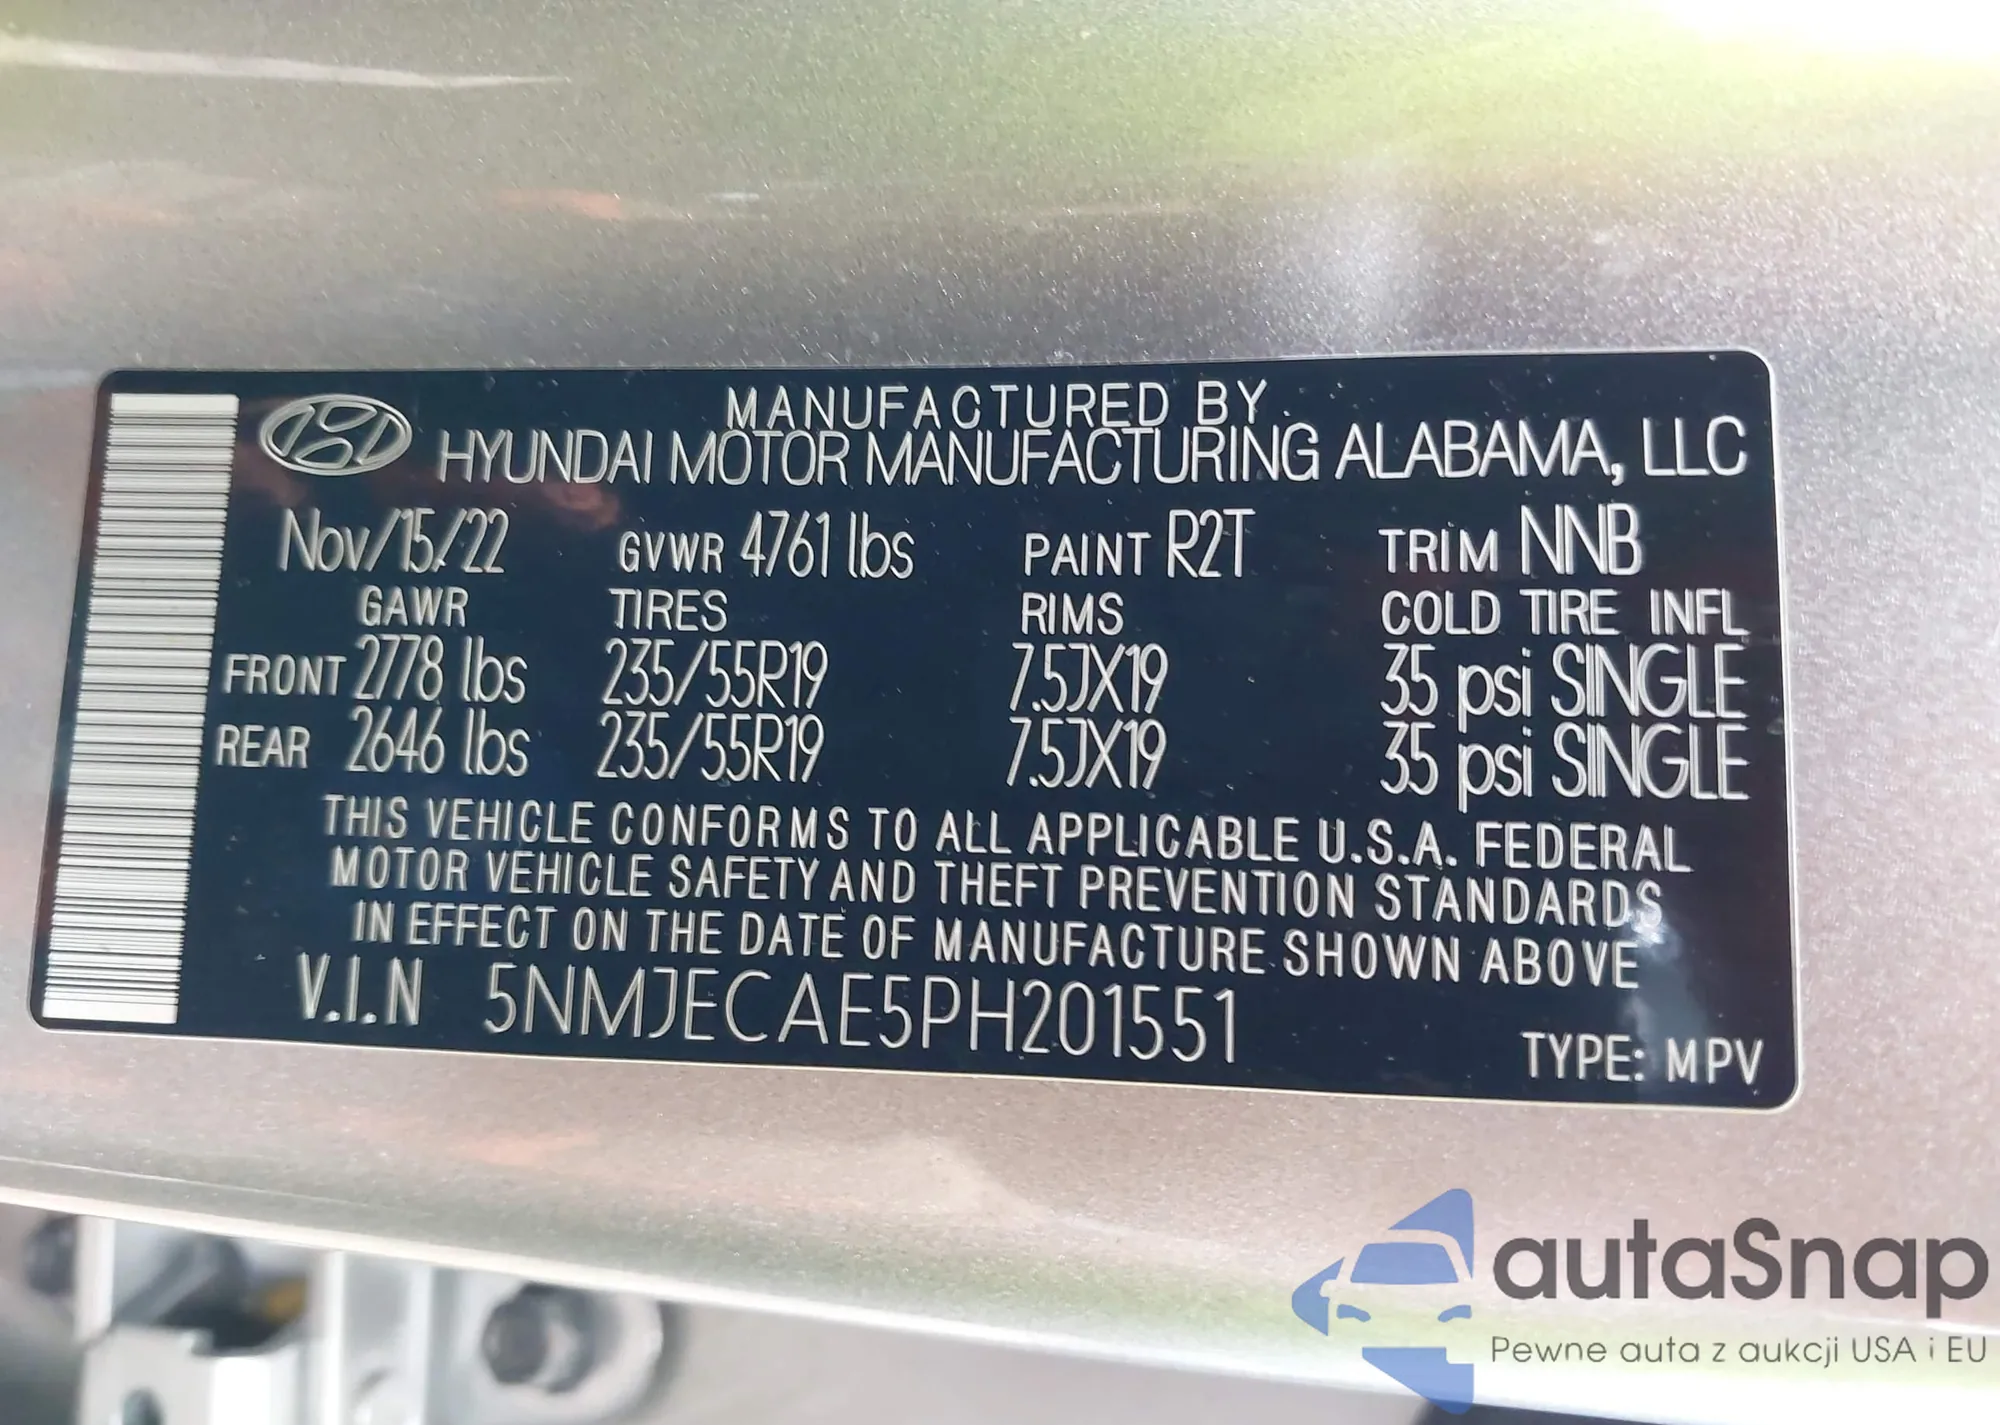 MANUFACTURED BY
HYUNDAI MOTOR MANUFACTURING ALABAMA, LLC
Nov/15/22 GVWR 4761 lbs PAINT R2T TRIM NNB
GAWR TIRES RIMS COLD TIRE INFL
FRONT 2778 lbs 235/55R19 7.5JX19 35 psi SINGLE
REAR 2646 lbs 235/55R19 7.5JX19 35 psi SINGLE
THIS VEHICLE CONFORMS TO ALL APPLICABLE U.S.A. FEDERAL
MOTOR VEHICLE SAFETY AND THEFT PREVENTION STANDARDS
IN EFFECT ON THE DATE OF MANUFACTURE SHOWN ABOVE
V.I.N 5NMJECAE5PH201551
TYPE: MPV
autaSnap
Pewne auta z aukcji USA i EU